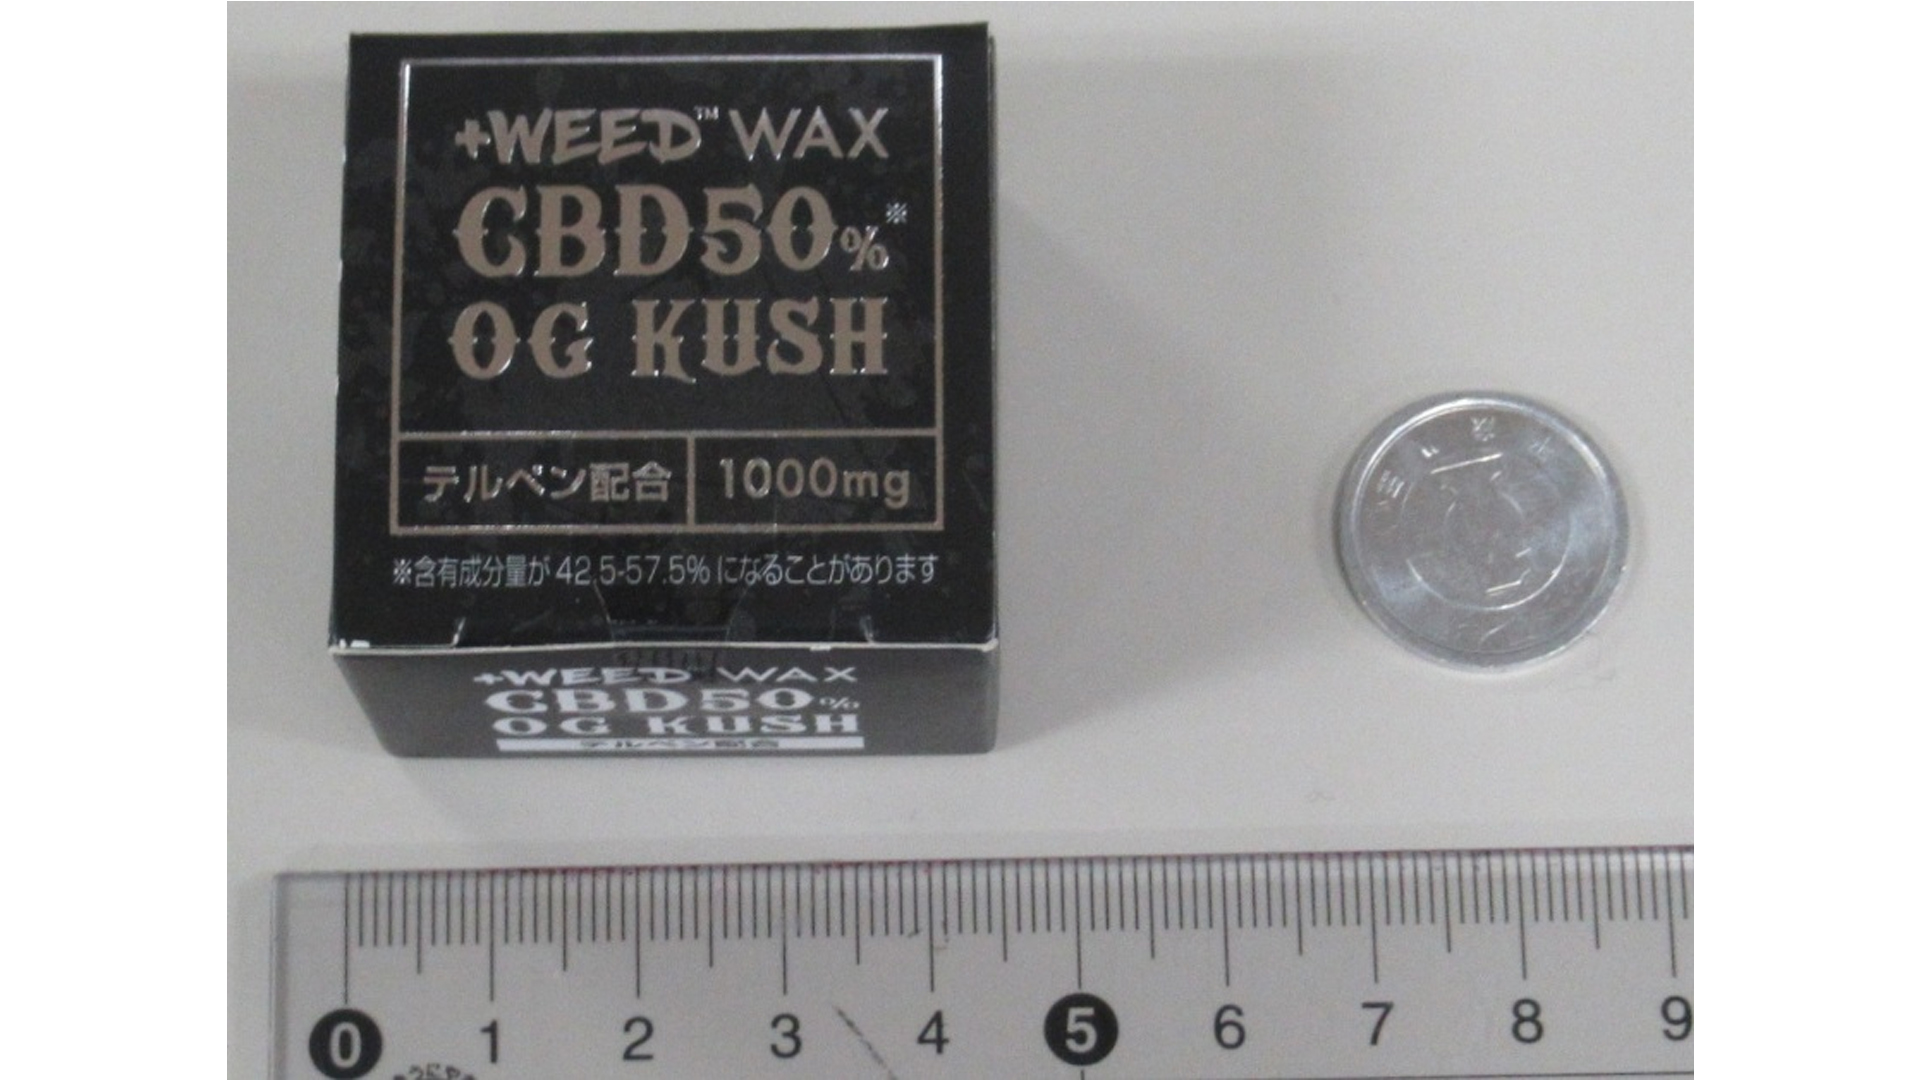 +WEED™ WAX
CBD50%※
OG KUSH
テルペン配合
1000mg
※含有成分量が42.5-57.5%になることがあります
+WEED WAX
CBD50%
OG KUSH
テルペン配合
0 1 2 3 4 5 6 7 8 9